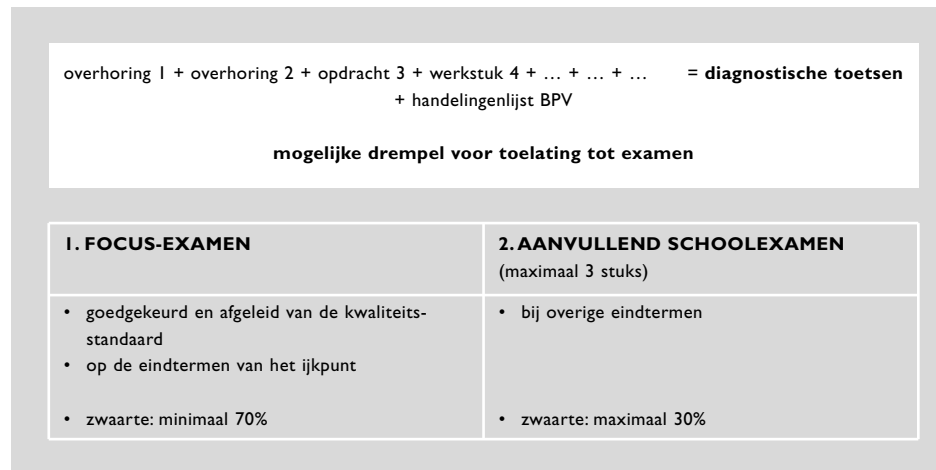 overhoring 1 + overhoring 2 + opdracht 3 + werkstuk 4 + … + … + … = diagnostische toetsen
+ handelingenlijst BPV
mogelijke drempel voor toelating tot examen
1. FOCUS-EXAMEN
2. AANVULLEND SCHOOLEXAMEN
(maximaal 3 stuks)
• goedgekeurd en afgeleid van de kwaliteits-
standaard
• op de eindtermen van het ijkpunt
• zwaarte: minimaal 70%
• bij overige eindtermen
• zwaarte: maximaal 30%